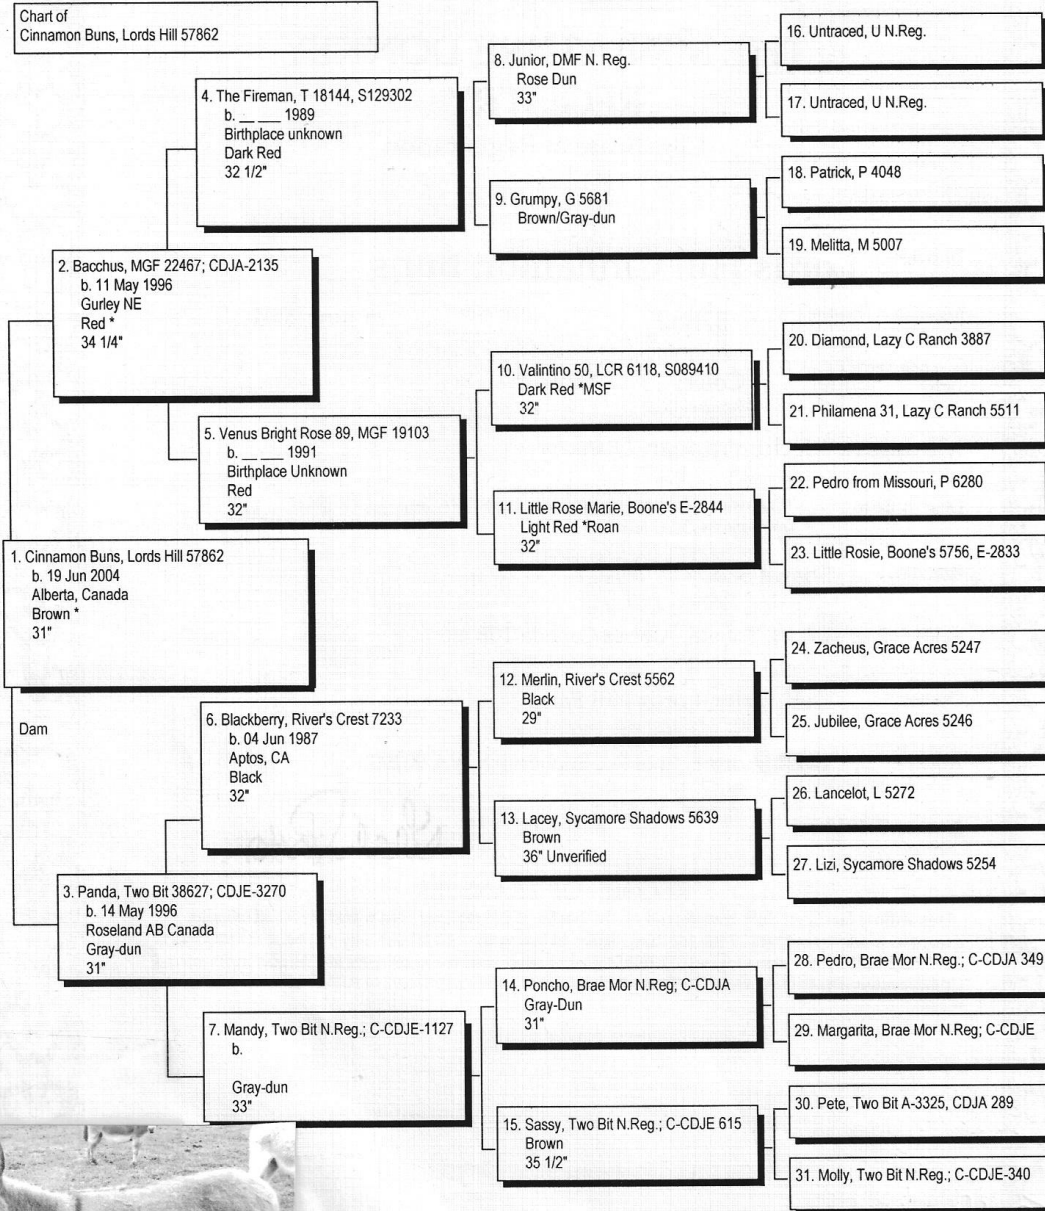 Chart of
Cinnamon Buns, Lords Hill 57862
1. Cinnamon Buns, Lords Hill 57862
b. 19 Jun 2004
Alberta, Canada
Brown *
31"
Dam
2. Bacchus, MGF 22467; CDJA-2135
b. 11 May 1996
Gurley NE
Red *
34 1/4"
3. Panda, Two Bit 38627; CDJE-3270
b. 14 May 1996
Roseland AB Canada
Gray-dun
31"
4. The Fireman, T 18144, S129302
b. __ ___ 1989
Birthplace unknown
Dark Red
32 1/2"
5. Venus Bright Rose 89, MGF 19103
b. __ ___ 1991
Birthplace Unknown
Red
32"
6. Blackberry, River's Crest 7233
b. 04 Jun 1987
Aptos, CA
Black
32"
7. Mandy, Two Bit N.Reg.; C-CDJE-1127
b.
Gray-dun
33"
8. Junior, DMF N. Reg.
Rose Dun
33"
9. Grumpy, G 5681
Brown/Gray-dun
10. Valintino 50, LCR 6118, S089410
Dark Red *MSF
32"
11. Little Rose Marie, Boone's E-2844
Light Red *Roan
32"
12. Merlin, River's Crest 5562
Black
29"
13. Lacey, Sycamore Shadows 5639
Brown
36" Unverified
14. Poncho, Brae Mor N.Reg; C-CDJA
Gray-Dun
31"
15. Sassy, Two Bit N.Reg.; C-CDJE 615
Brown
35 1/2"
16. Untraced, U N.Reg.
17. Untraced, U N.Reg.
18. Patrick, P 4048
19. Melitta, M 5007
20. Diamond, Lazy C Ranch 3887
21. Philamena 31, Lazy C Ranch 5511
22. Pedro from Missouri, P 6280
23. Little Rosie, Boone's 5756, E-2833
24. Zacheus, Grace Acres 5247
25. Jubilee, Grace Acres 5246
26. Lancelot, L 5272
27. Lizi, Sycamore Shadows 5254
28. Pedro, Brae Mor N.Reg.; C-CDJA 349
29. Margarita, Brae Mor N.Reg; C-CDJE
30. Pete, Two Bit A-3325, CDJA 289
31. Molly, Two Bit N.Reg.; C-CDJE-340